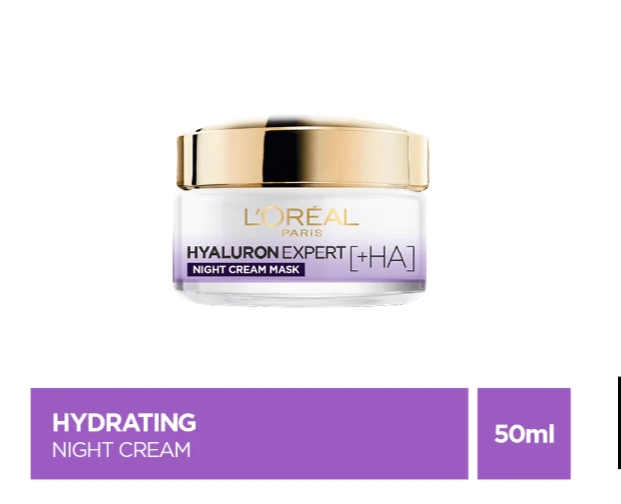 L'ORÉAL
PARIS
HYALURON EXPERT [+HA]
NIGHT CREAM MASK
HYDRATING
NIGHT CREAM
50ml